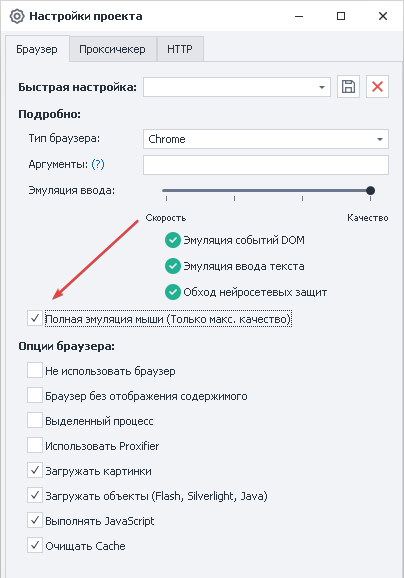 Настройки проекта
Браузер Проксичекер HTTP
Быстрая настройка:
Подробно:
Тип браузера: Chrome
Аргументы: (?)
Эмуляция ввода:
Скорость Качество
Эмуляция событий DOM
Эмуляция ввода текста
Обход нейросетевых защит
Полная эмуляция мыши (Только макс. качество)
Опции браузера:
Не использовать браузер
Браузер без отображения содержимого
Выделенный процесс
Использовать Proxifier
Загружать картинки
Загружать объекты (Flash, Silverlight, Java)
Выполнять JavaScript
Очищать Cache